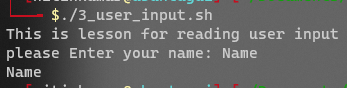 $./3_user_input.sh
This is lesson for reading user input
please Enter your name: Name
Name